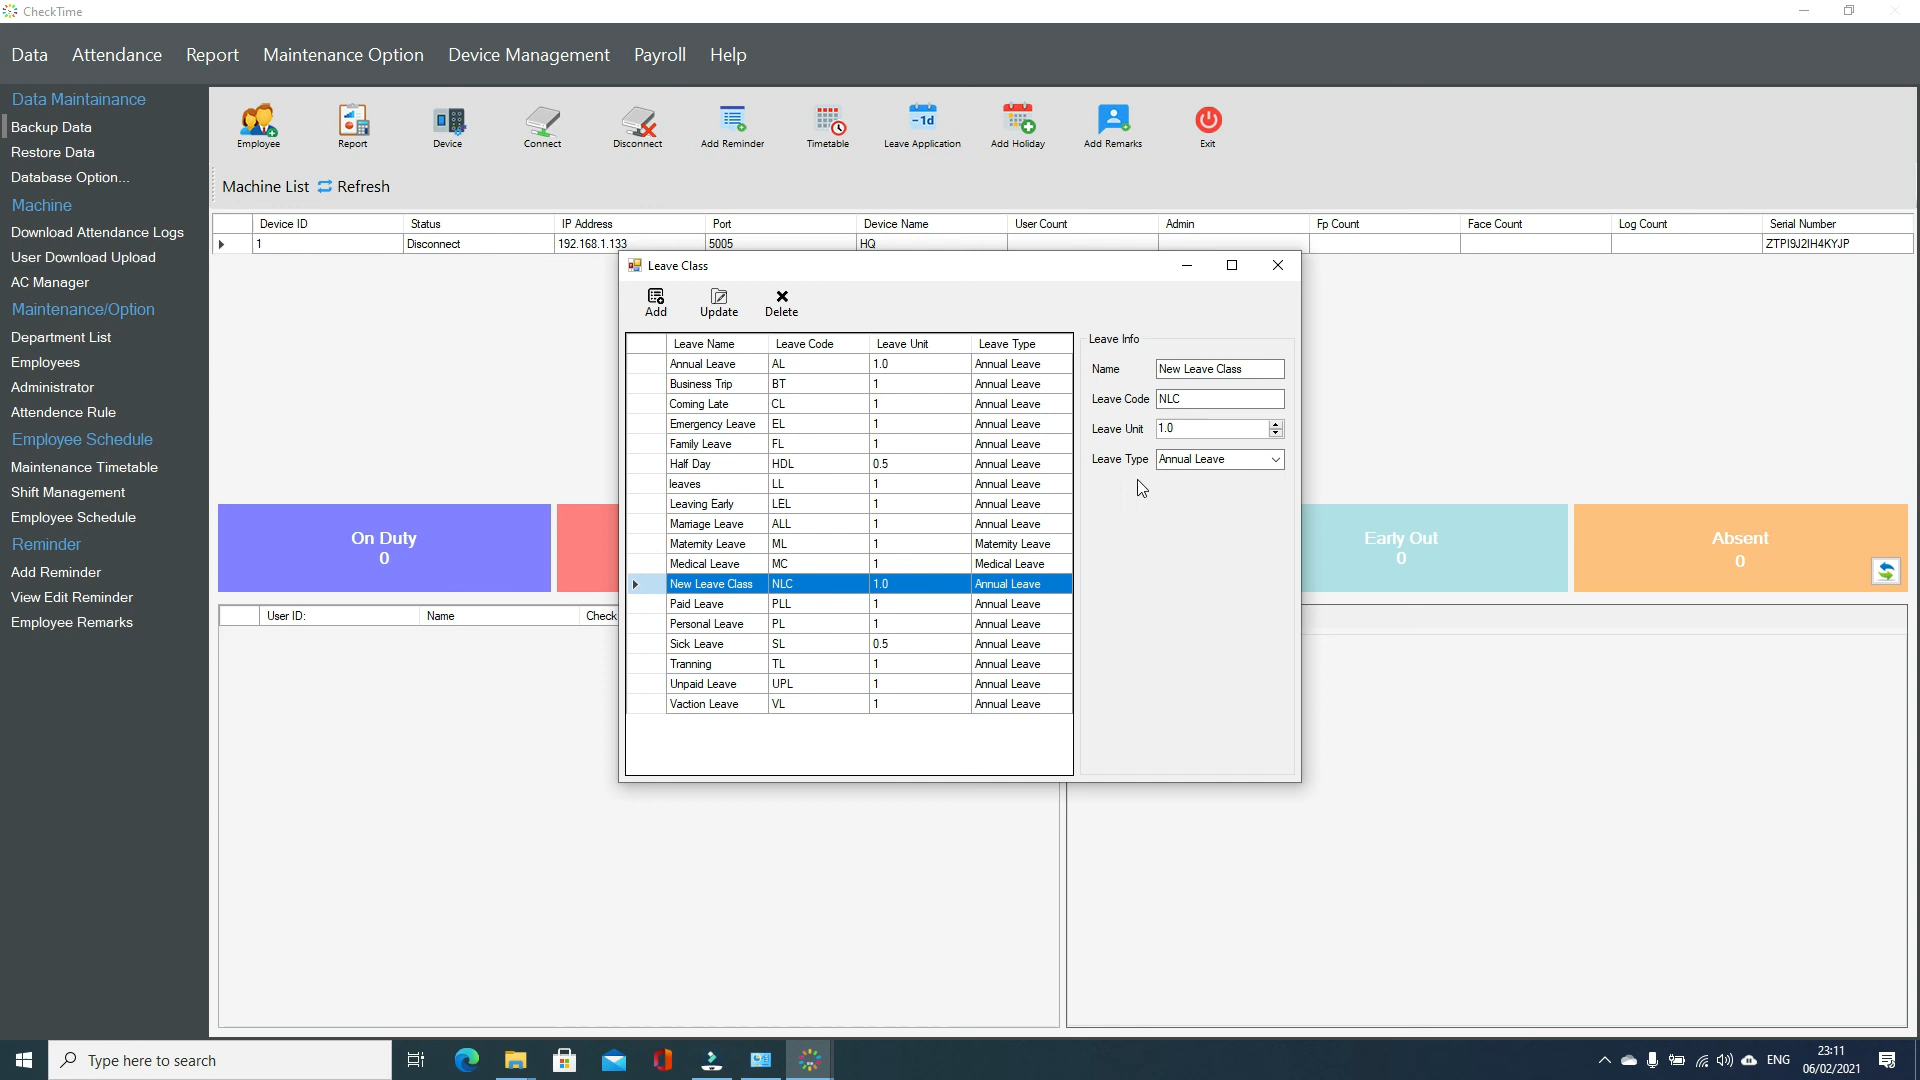 CheckTime
Data Attendance Report Maintenance Option Device Management Payroll Help
Data Maintainance
Backup Data
Restore Data
Database Option...
Machine
Download Attendance Logs
User Download Upload
AC Manager
Maintenance/Option
Department List
Employees
Administrator
Attendence Rule
Employee Schedule
Maintenance Timetable
Shift Management
Employee Schedule
Reminder
Add Reminder
View Edit Reminder
Employee Remarks
Employee Report Device Connect Disconnect Add Reminder Timetable -1d Leave Application Add Holiday Add Remarks Exit
Machine List Refresh
Device ID Status IP Address Port Device Name User Count Admin Fp Count Face Count Log Count Serial Number
1 Disconnect 192.168.1.133 5005 HQ ZTPI9J2IH4KYJP
Leave Class
Add Update Delete
Leave Name Leave Code Leave Unit Leave Type
Annual Leave AL 1.0 Annual Leave
Business Trip BT 1 Annual Leave
Coming Late CL 1 Annual Leave
Emergency Leave EL 1 Annual Leave
Family Leave FL 1 Annual Leave
Half Day HDL 0.5 Annual Leave
leaves LL 1 Annual Leave
Leaving Early LEL 1 Annual Leave
Marriage Leave ALL 1 Annual Leave
Maternity Leave ML 1 Maternity Leave
Medical Leave MC 1 Medical Leave
New Leave Class NLC 1.0 Annual Leave
Paid Leave PLL 1 Annual Leave
Personal Leave PL 1 Annual Leave
Sick Leave SL 0.5 Annual Leave
Tranning TL 1 Annual Leave
Unpaid Leave UPL 1 Annual Leave
Vaction Leave VL 1 Annual Leave
Leave Info
Name New Leave Class
Leave Code NLC
Leave Unit 1.0
Leave Type Annual Leave
On Duty
0
Early Out
0
Absent
0
User ID: Name Check
Type here to search
ENG
23:11
06/02/2021